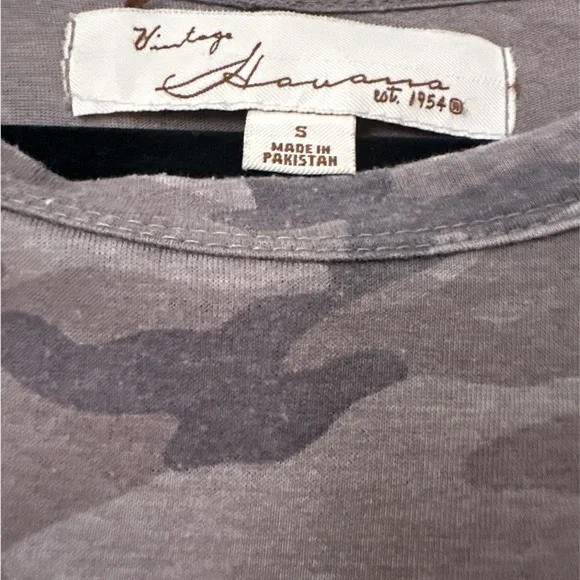 Vintage
Havana
est. 1954®
S
MADE IN
PAKISTAN